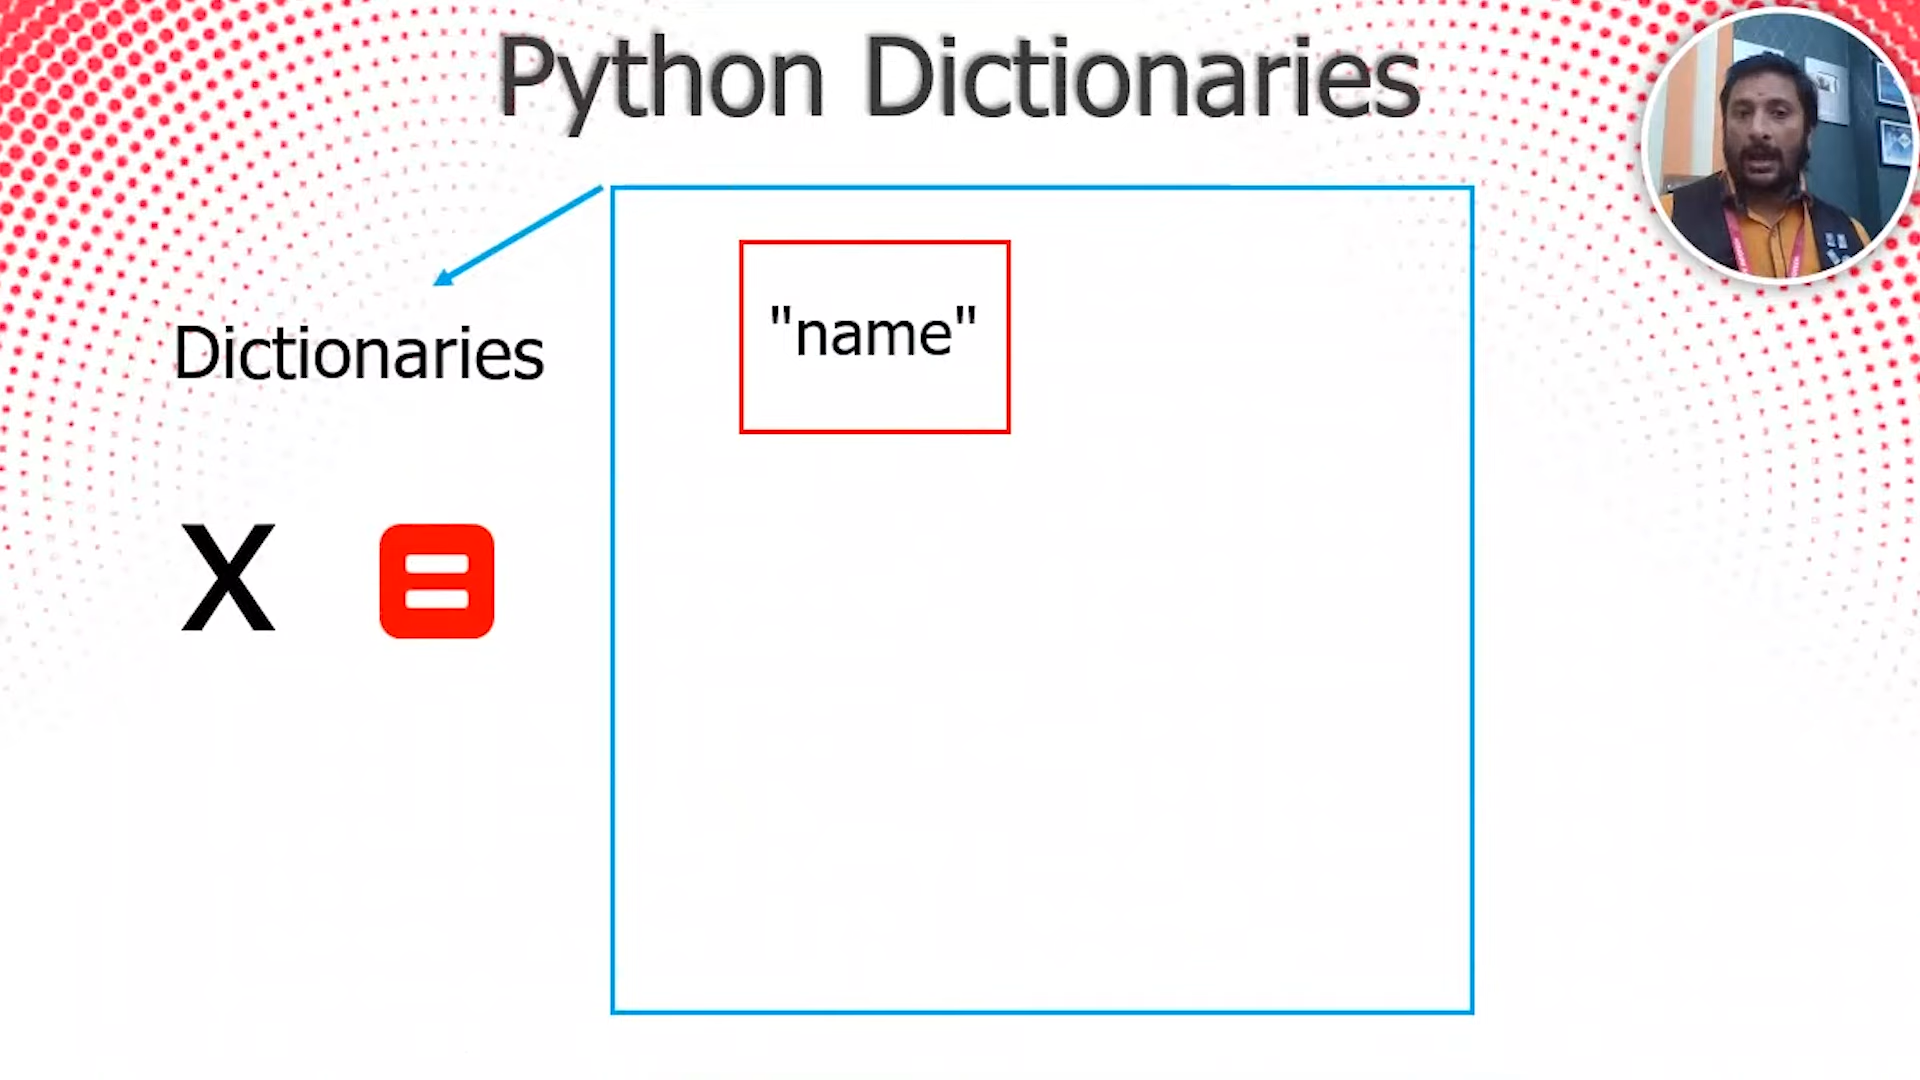 Python Dictionaries
"name"
Dictionaries
X =